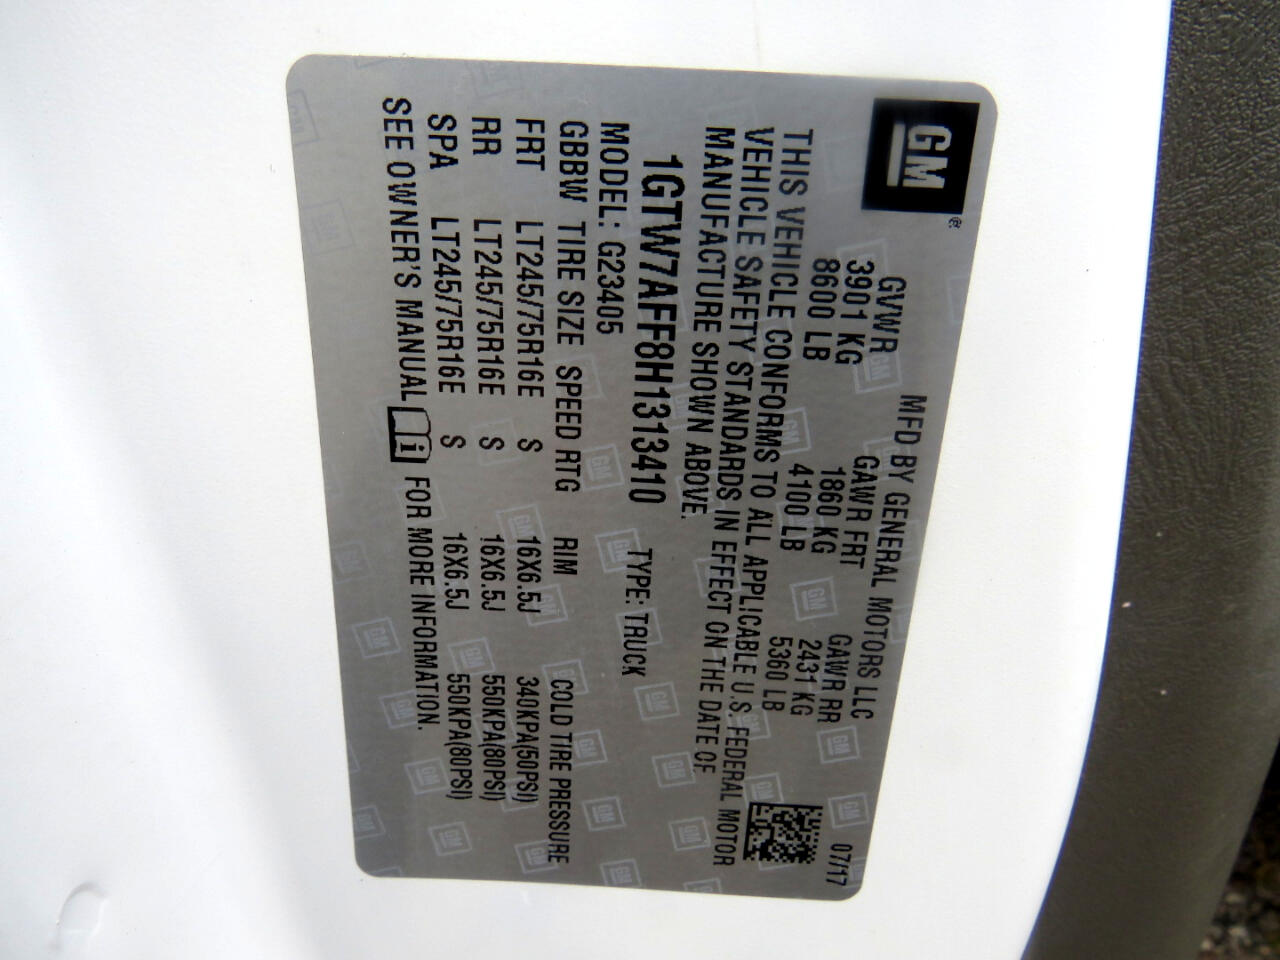 GM®
MFD BY GENERAL MOTORS LLC
07/17
GVWR GAWR FRT GAWR RR
3901 KG 1860 KG 2431 KG
8600 LB 4100 LB 5360 LB
THIS VEHICLE CONFORMS TO ALL APPLICABLE U.S. FEDERAL MOTOR
VEHICLE SAFETY STANDARDS IN EFFECT ON THE DATE OF
MANUFACTURE SHOWN ABOVE.
1GTW7AFF8H1313410 TYPE: TRUCK
MODEL: G23405
GBBW TIRE SIZE SPEED RTG RIM COLD TIRE PRESSURE
FRT LT245/75R16E S 16X6.5J 340KPA(50PSI)
RR LT245/75R16E S 16X6.5J 550KPA(80PSI)
SPA LT245/75R16E S 16X6.5J 550KPA(80PSI)
SEE OWNER'S MANUAL i FOR MORE INFORMATION.